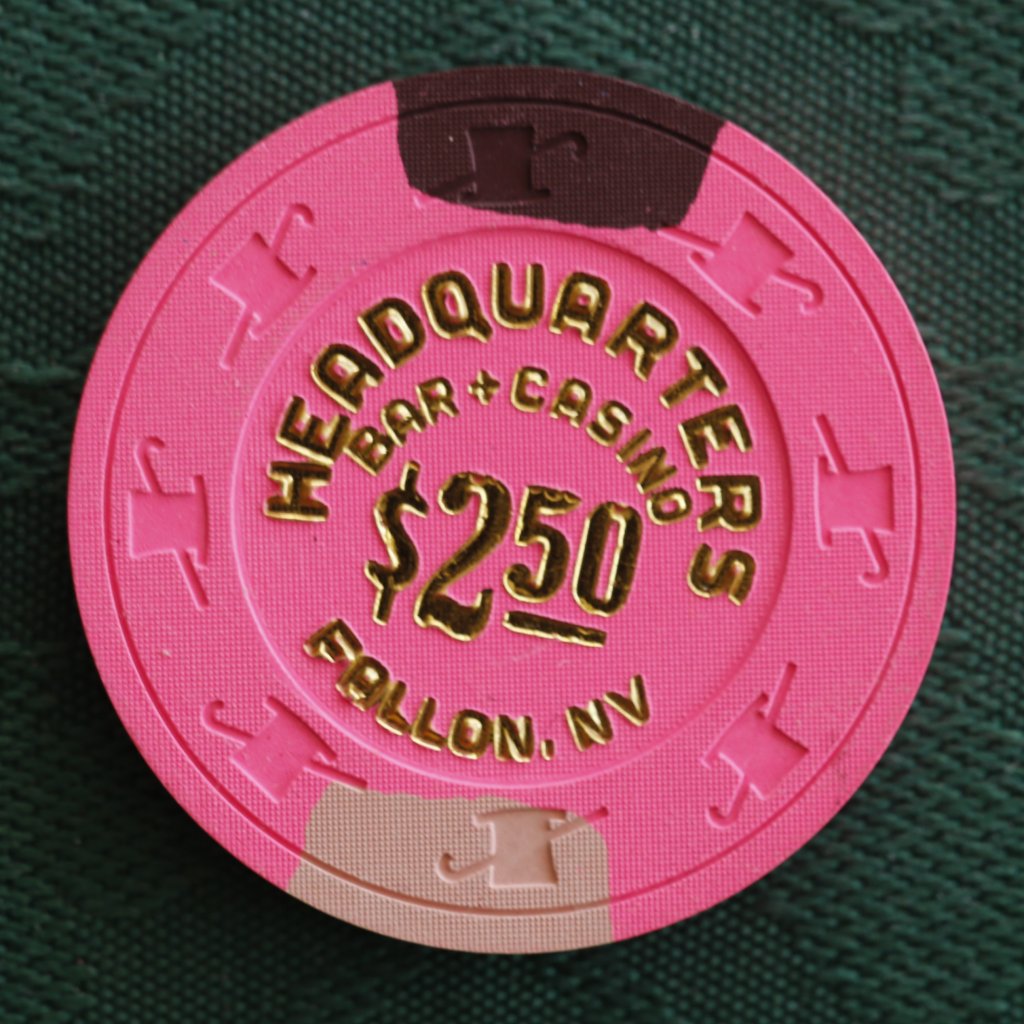 HEADQUARTERS
BAR + CASINO
$2.50
FALLON, NV